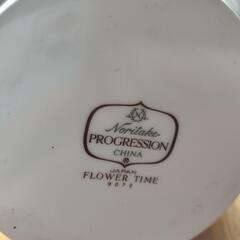 Noritake
PROGRESSION
CHINA
®
JAPAN
FLOWER TIME
9072